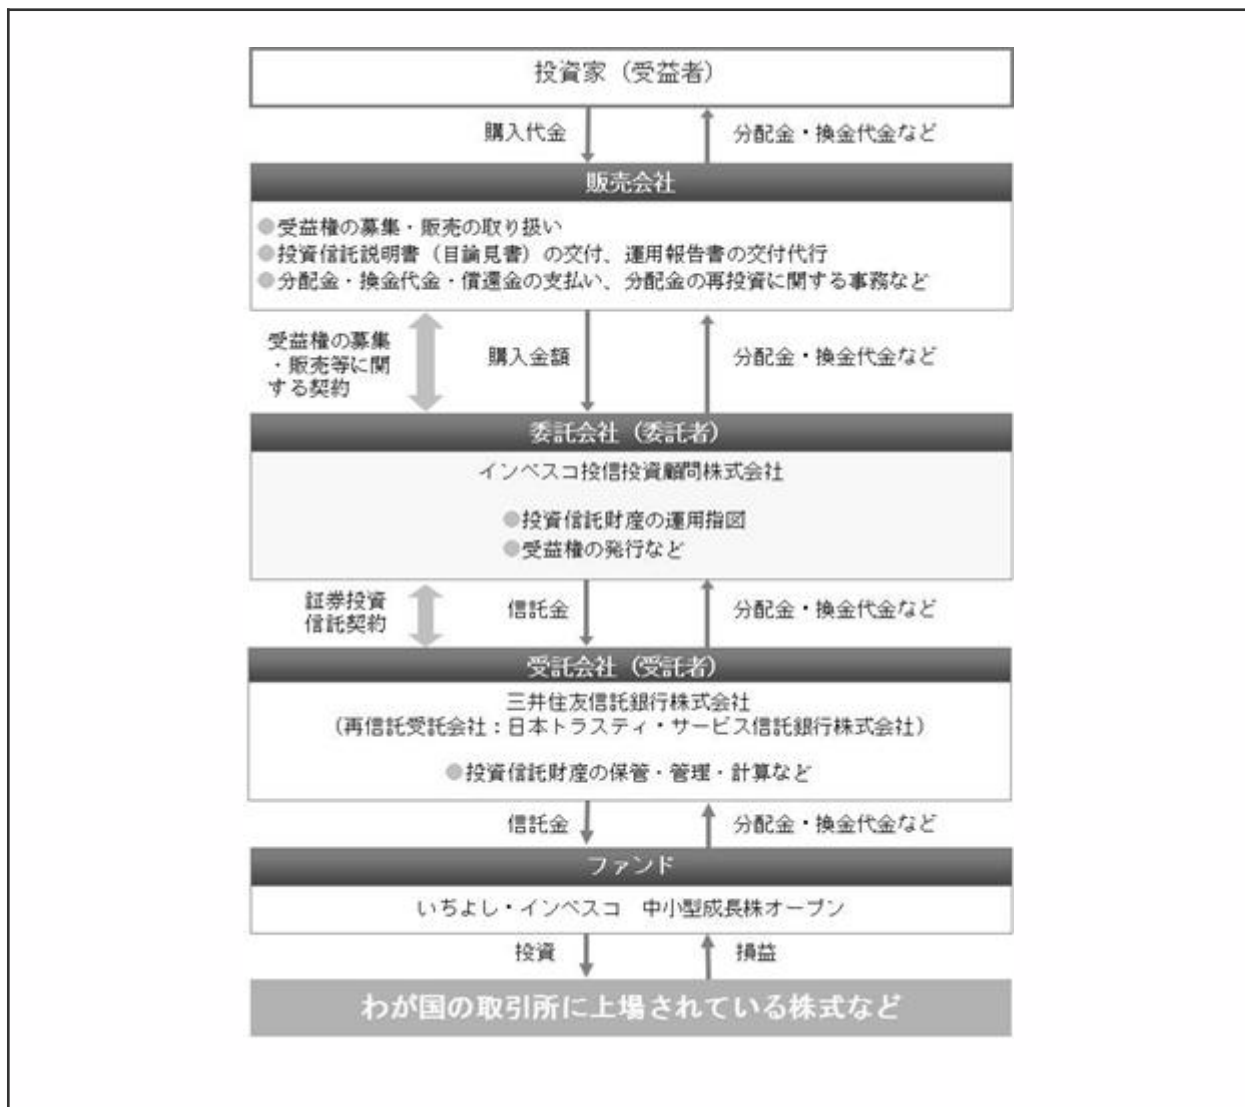 投資家（受益者）
購入代金
分配金・換金代金など
販売会社
●受益権の募集・販売の取り扱い
●投資信託説明書（目論見書）の交付、運用報告書の交付代行
●分配金・換金代金・償還金の支払い、分配金の再投資に関する事務など
受益権の募集
・販売等に関
する契約
購入金額
分配金・換金代金など
委託会社（委託者）
インベスコ投信投資顧問株式会社
●投資信託財産の運用指図
●受益権の発行など
証券投資
信託契約
信託金
分配金・換金代金など
受託会社（受託者）
三井住友信託銀行株式会社
（再信託受託会社：日本トラスティ・サービス信託銀行株式会社）
●投資信託財産の保管・管理・計算など
信託金
分配金・換金代金など
ファンド
いちよし・インベスコ　中小型成長株オープン
投資
損益
わが国の取引所に上場されている株式など